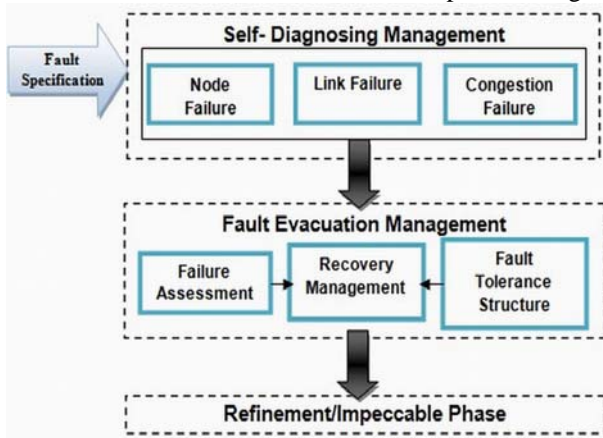 Self- Diagnosing Management
Fault
Specification
Node
Failure
Link Failure
Congestion
Failure
Fault Evacuation Management
Failure
Assessment
Recovery
Management
Fault
Tolerance
Structure
Refinement/Impeccable Phase